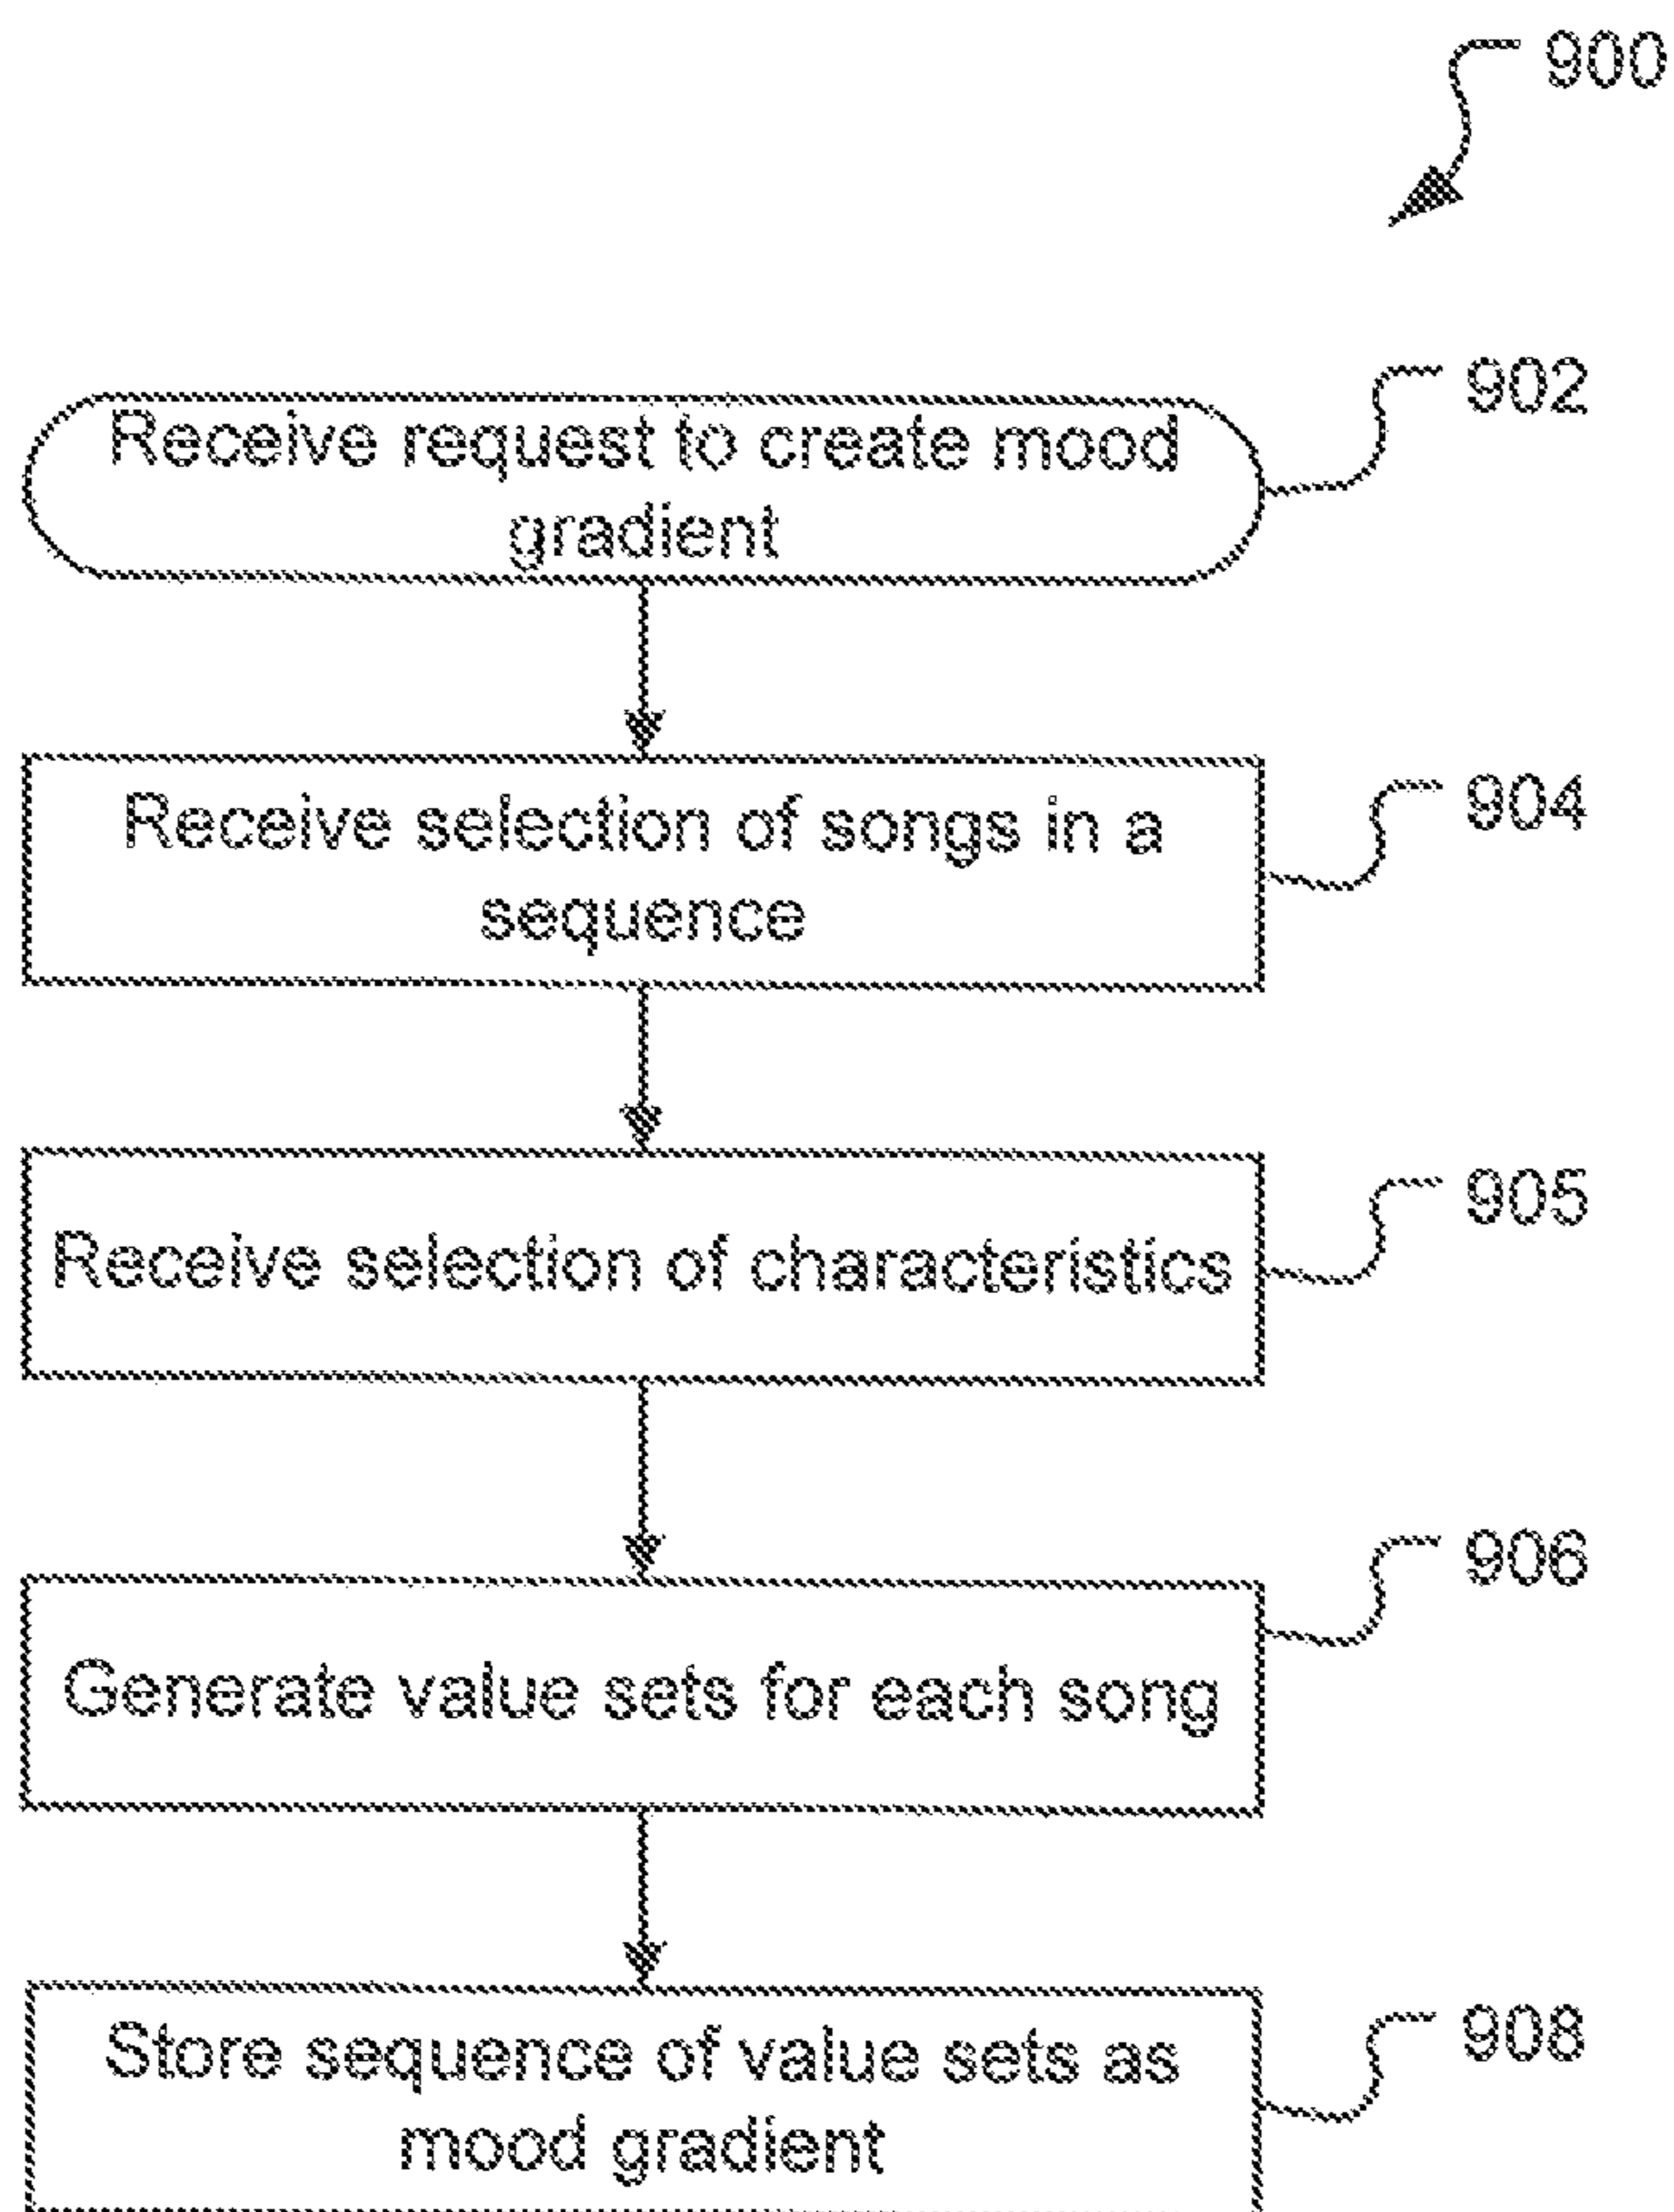 900
Receive request to create mood
gradient
902
Receive selection of songs in a
sequence
904
Receive selection of characteristics
905
Generate value sets for each song
906
Store sequence of value sets as
mood gradient
908